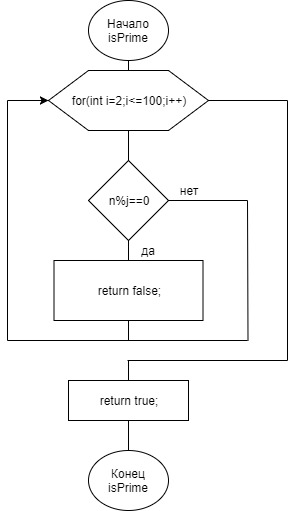 Начало
isPrime
for(int i=2;i<=100;i++)
n%j==0
нет
да
return false;
return true;
Конец
isPrime